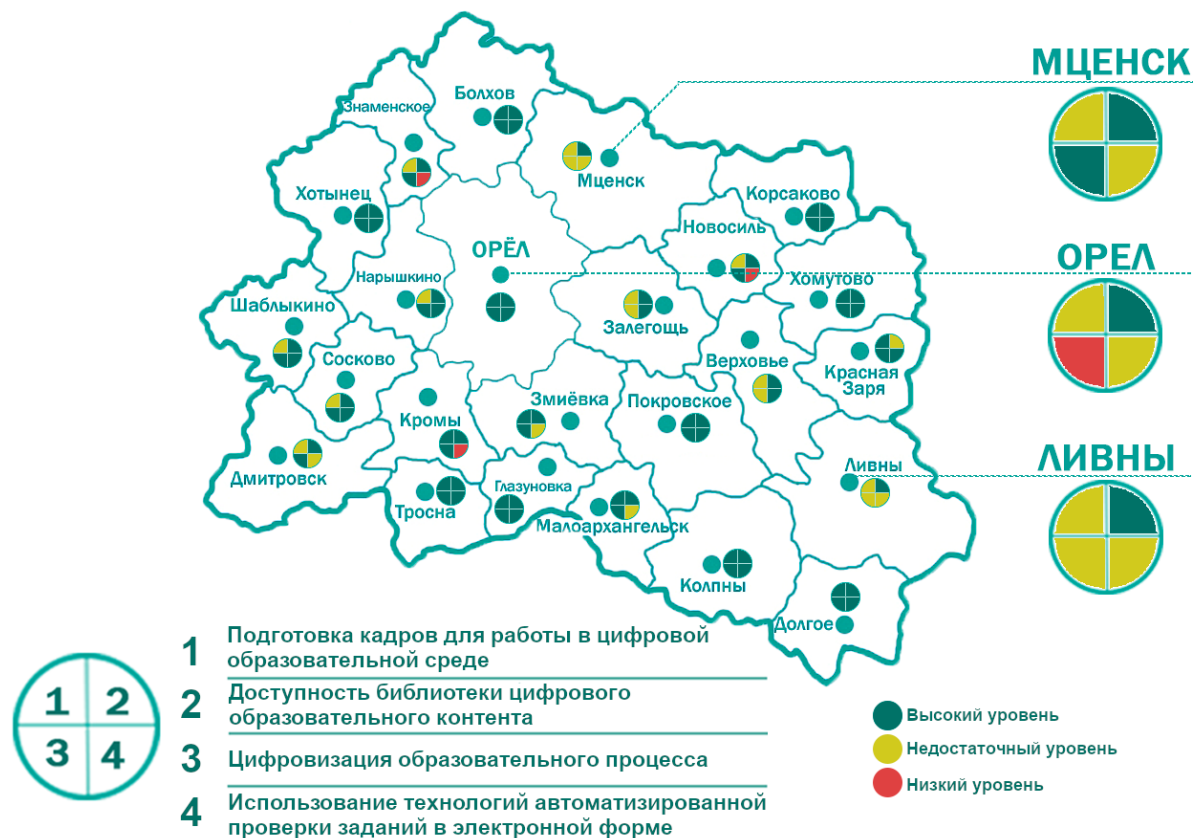 МЦЕНСК
Знаменское
Болхов
Мценск
Хотынец
Корсаково
Новосиль
ОРЁЛ
ОРЕЛ
Нарышкино
Хомутово
Шаблыкино
Залегощь
Сосково
Верховье
Красная
Заря
Кромы
Змиёвка
Покровское
Дмитровск
Ливны
ЛИВНЫ
Тросна
Глазуновка
Малоархангельск
Колпны
Долгое
1 2
3 4
1 Подготовка кадров для работы в цифровой
образовательной среде
2 Доступность библиотеки цифрового
образовательного контента
3 Цифровизация образовательного процесса
4 Использование технологий автоматизированной
проверки заданий в электронной форме
Высокий уровень
Недостаточный уровень
Низкий уровень